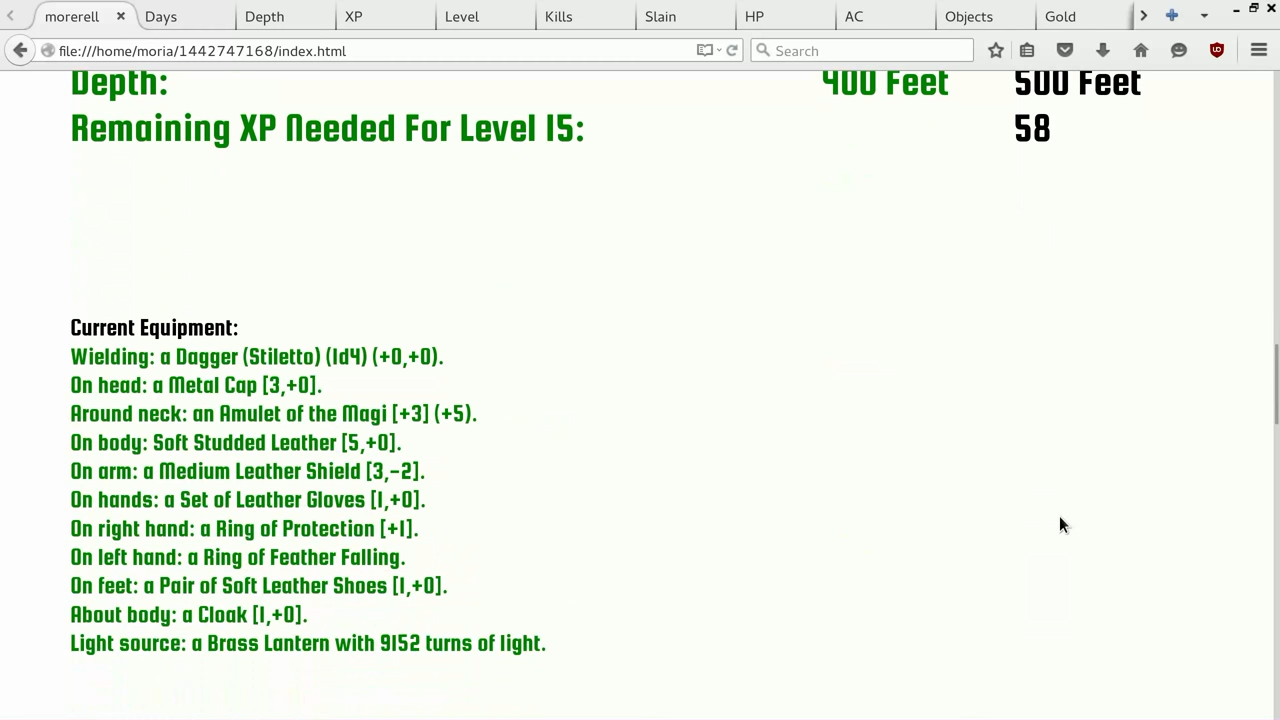 morerell
Days
Depth
XP
Level
Kills
Slain
HP
AC
Objects
Gold
file:///home/moria/1442747168/index.html
Search
Depth: 400 Feet 500 Feet
Remaining XP Needed For Level 15: 58
Current Equipment:
Wielding: a Dagger (Stiletto) (1d4) (+0,+0).
On head: a Metal Cap [3,+0].
Around neck: an Amulet of the Magi [+3] (+5).
On body: Soft Studded Leather [5,+0].
On arm: a Medium Leather Shield [3,-2].
On hands: a Set of Leather Gloves [1,+0].
On right hand: a Ring of Protection [+1].
On left hand: a Ring of Feather Falling.
On feet: a Pair of Soft Leather Shoes [1,+0].
About body: a Cloak [1,+0].
Light source: a Brass Lantern with 9152 turns of light.